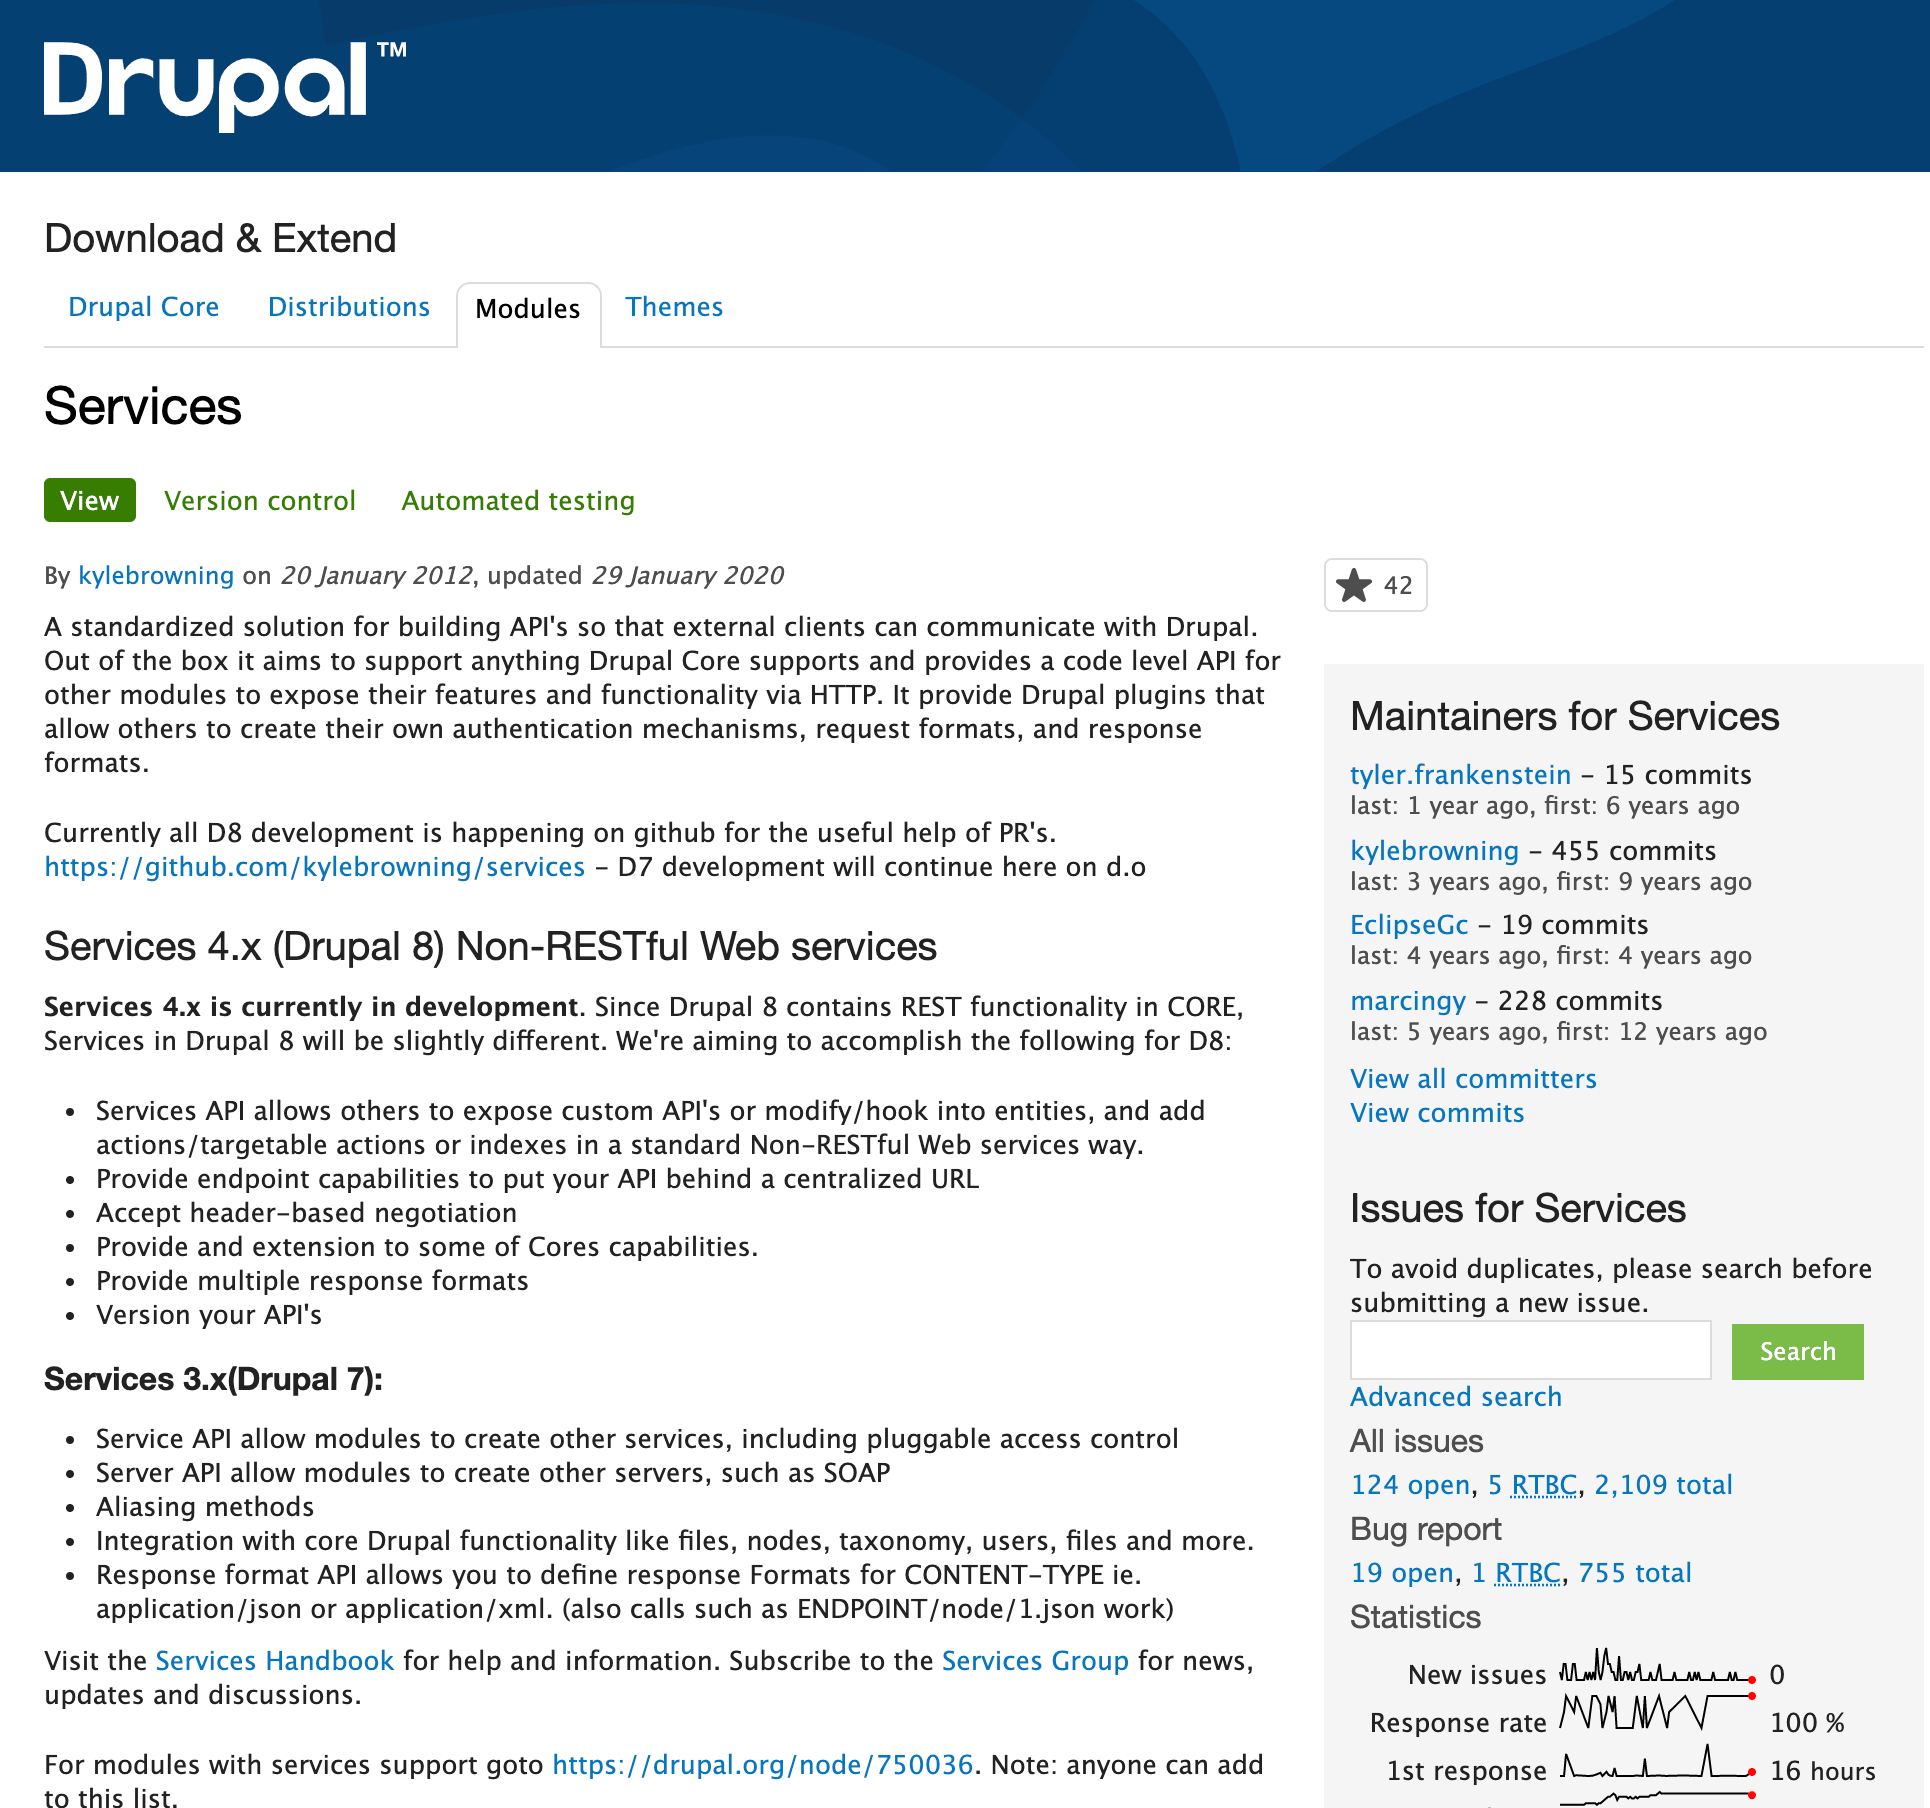 Drupal™
Download & Extend
Drupal Core
Distributions
Modules
Themes
Services
View
Version control
Automated testing
By kylebrowning on 20 January 2012, updated 29 January 2020
A standardized solution for building API's so that external clients can communicate with Drupal.
Out of the box it aims to support anything Drupal Core supports and provides a code level API for
other modules to expose their features and functionality via HTTP. It provide Drupal plugins that
allow others to create their own authentication mechanisms, request formats, and response
formats.
Currently all D8 development is happening on github for the useful help of PR's.
https://github.com/kylebrowning/services – D7 development will continue here on d.o
Services 4.x (Drupal 8) Non-RESTful Web services
Services 4.x is currently in development. Since Drupal 8 contains REST functionality in CORE,
Services in Drupal 8 will be slightly different. We're aiming to accomplish the following for D8:
• Services API allows others to expose custom API's or modify/hook into entities, and add
actions/targetable actions or indexes in a standard Non-RESTful Web services way.
• Provide endpoint capabilities to put your API behind a centralized URL
• Accept header-based negotiation
• Provide and extension to some of Cores capabilities.
• Provide multiple response formats
• Version your API's
Services 3.x(Drupal 7):
• Service API allow modules to create other services, including pluggable access control
• Server API allow modules to create other servers, such as SOAP
• Aliasing methods
• Integration with core Drupal functionality like files, nodes, taxonomy, users, files and more.
• Response format API allows you to define response Formats for CONTENT-TYPE ie.
application/json or application/xml. (also calls such as ENDPOINT/node/1.json work)
Visit the Services Handbook for help and information. Subscribe to the Services Group for news,
updates and discussions.
For modules with services support goto https://drupal.org/node/750036. Note: anyone can add
to this list.
42
Maintainers for Services
tyler.frankenstein – 15 commits
last: 1 year ago, first: 6 years ago
kylebrowning – 455 commits
last: 3 years ago, first: 9 years ago
EclipseGc – 19 commits
last: 4 years ago, first: 4 years ago
marcingy – 228 commits
last: 5 years ago, first: 12 years ago
View all committers
View commits
Issues for Services
To avoid duplicates, please search before
submitting a new issue.
Search
Advanced search
All issues
124 open, 5 RTBC, 2,109 total
Bug report
19 open, 1 RTBC, 755 total
Statistics
New issues 0
Response rate 100 %
1st response 16 hours